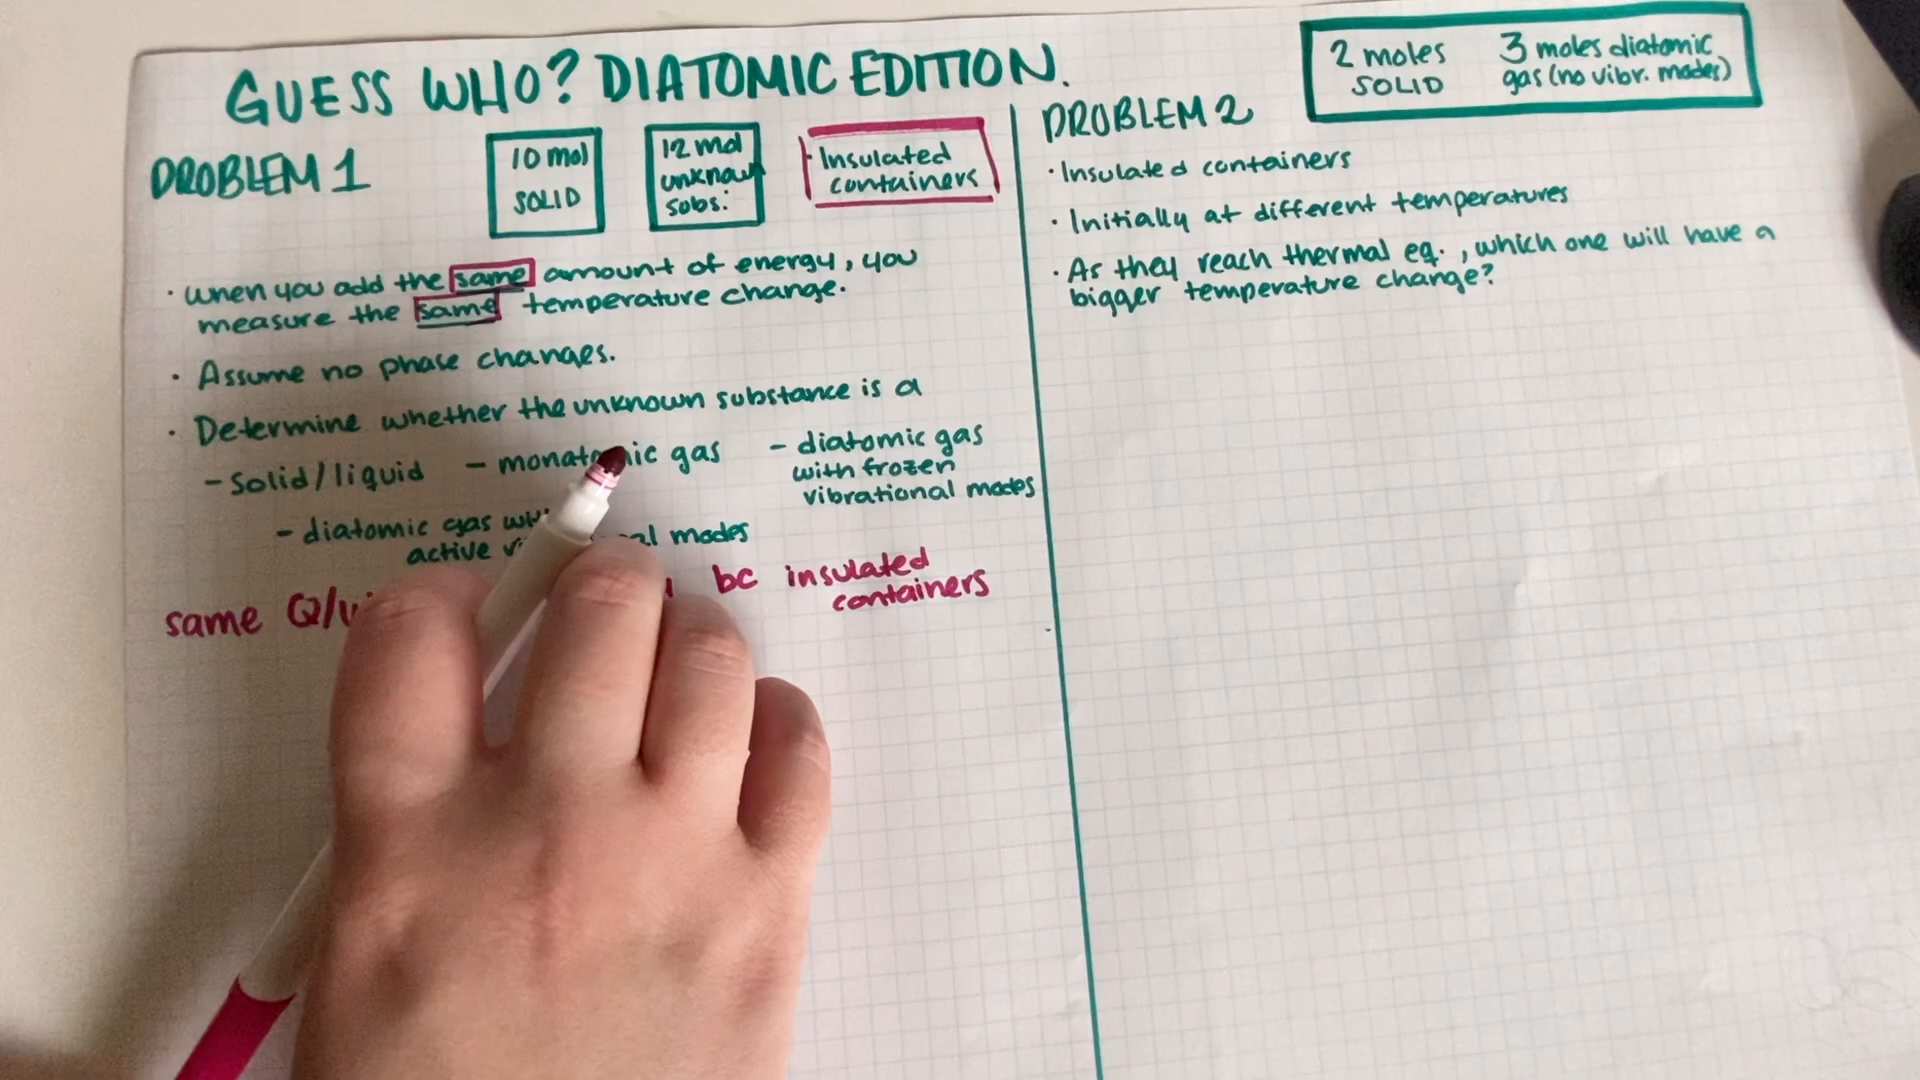 GUESS WHO? DIATOMIC EDITION.
PROBLEM 1
10 mol
SOLID
12 mol
unknown
subs.
Insulated
containers
· when you add the same amount of energy, you
measure the same temperature change.
· Assume no phase changes.
· Determine whether the unknown substance is a
- solid/liquid
- monatomic gas
- diatomic gas
with frozen
vibrational modes
- diatomic gas
active modes
same bc insulated
containers
2 moles
SOLID
3 moles diatomic
gas (no vibr. modes)
PROBLEM 2
· Insulated containers
· Initially at different temperatures
· As they reach thermal eq., which one will have a
bigger temperature change?